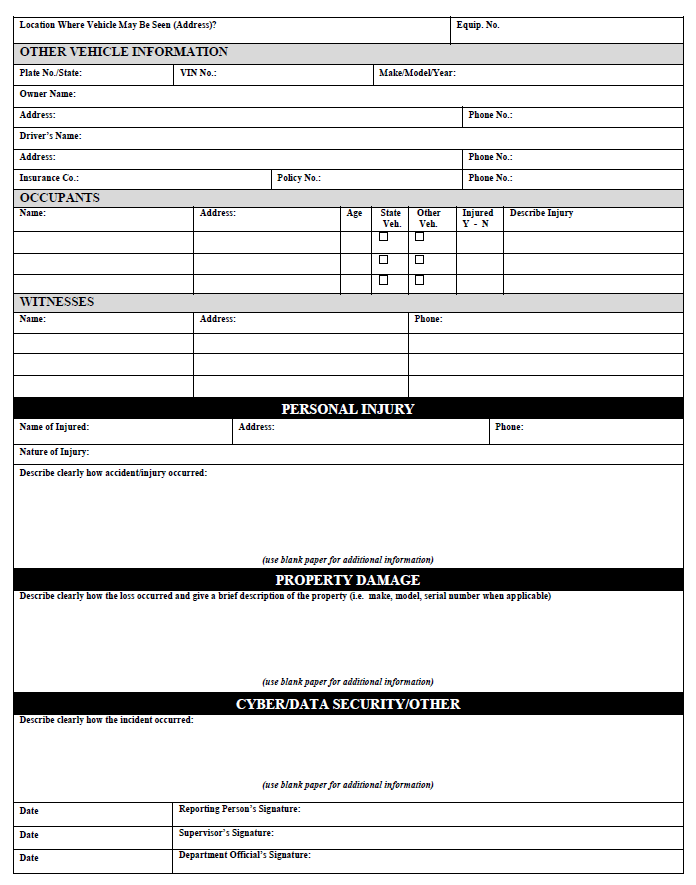 Location Where Vehicle May Be Seen (Address)? Equip. No.
OTHER VEHICLE INFORMATION
Plate No./State: VIN No.: Make/Model/Year:
Owner Name:
Address: Phone No.:
Driver's Name:
Address: Phone No.:
Insurance Co.: Policy No.: Phone No.:
OCCUPANTS
Name: Address: Age State Other Injured Describe Injury
Veh. Veh. Y - N
WITNESSES
Name: Address: Phone:
PERSONAL INJURY
Name of Injured: Address: Phone:
Nature of Injury:
Describe clearly how accident/injury occurred:
(use blank paper for additional information)
PROPERTY DAMAGE
Describe clearly how the loss occurred and give a brief description of the property (i.e. make, model, serial number when applicable)
(use blank paper for additional information)
CYBER/DATA SECURITY/OTHER
Describe clearly how the incident occurred:
(use blank paper for additional information)
Date Reporting Person's Signature:
Date Supervisor's Signature:
Date Department Official's Signature: